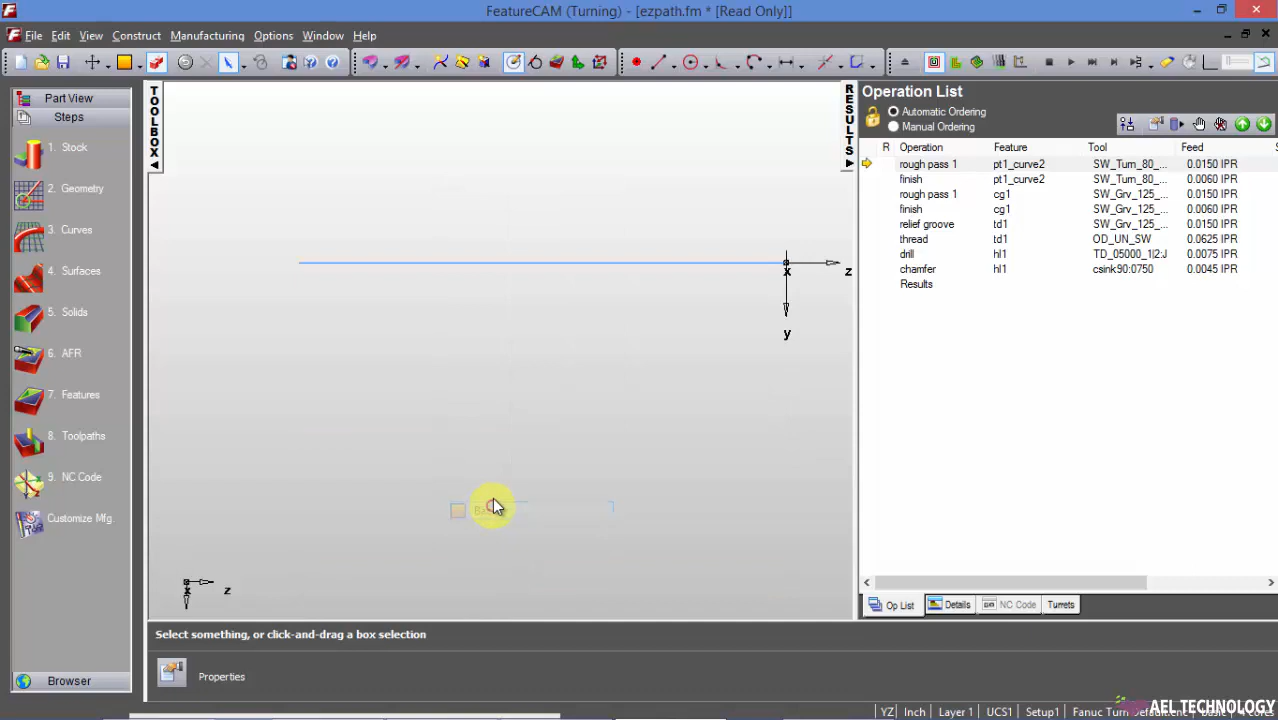 FeatureCAM (Turning) - [ezpath.fm * [Read Only]]
File Edit View Construct Manufacturing Options Window Help
Part View
Steps
1. Stock
2. Geometry
3. Curves
4. Surfaces
5. Solids
6. AFR
7. Features
8. Toolpaths
9. NC Code
Customize Mfg.
Browser
TOOLBOX
RESULTS
z
x
y
x
z
Operation List
Automatic Ordering
Manual Ordering
R Operation Feature Tool Feed S
rough pass 1 pt1_curve2 SW_Turn_80_... 0.0150 IPR
finish pt1_curve2 SW_Turn_80_... 0.0060 IPR
rough pass 1 cg1 SW_Grv_125_... 0.0150 IPR
finish cg1 SW_Grv_125_... 0.0060 IPR
relief groove td1 SW_Grv_125_... 0.0150 IPR
thread td1 OD_UN_SW 0.0625 IPR
drill hl1 TD_05000_1|2:J 0.0075 IPR
chamfer hl1 csink90:0750 0.0045 IPR
Results
Op List Details NC Code Turrets
Select something, or click-and-drag a box selection
Properties
YZ Inch Layer 1 UCS1 Setup1 Fanuc Turn
AEL TECHNOLOGY